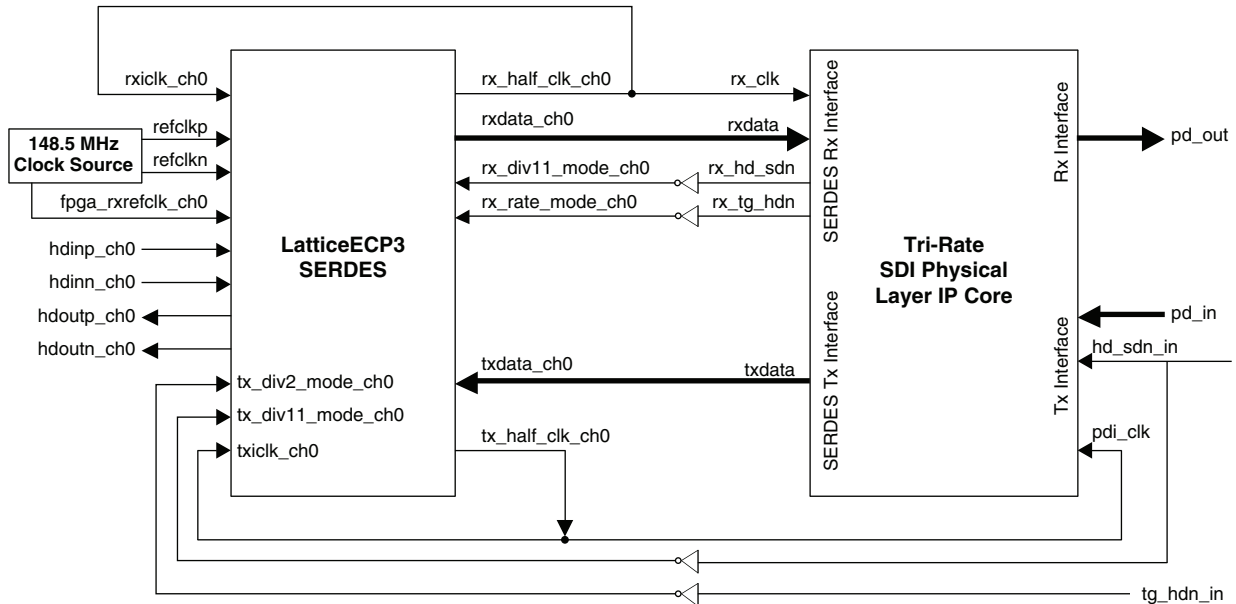 rxiclk_ch0
rx_half_clk_ch0
rx_clk
refclkp
148.5 MHz
Clock Source
refclkn
fpga_rxrefclk_ch0
rxdata_ch0
rxdata
rx_div11_mode_ch0
rx_hd_sdn
rx_rate_mode_ch0
rx_tg_hdn
SERDES Rx Interface
Rx Interface
pd_out
hdinp_ch0
hdinn_ch0
hdoutp_ch0
hdoutn_ch0
LatticeECP3
SERDES
Tri-Rate
SDI Physical
Layer IP Core
pd_in
hd_sdn_in
tx_div2_mode_ch0
txdata_ch0
txdata
tx_div11_mode_ch0
txiclk_ch0
tx_half_clk_ch0
SERDES Tx Interface
Tx Interface
pdi_clk
tg_hdn_in